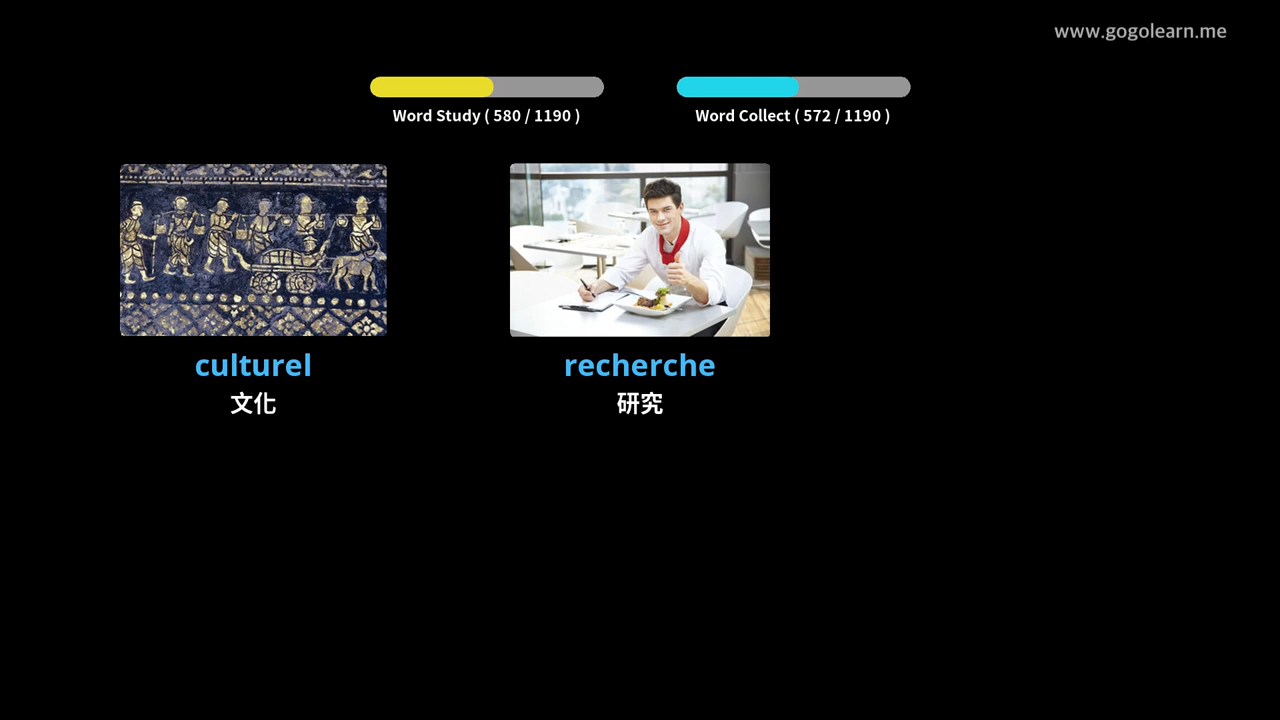 www.gogolearn.me
Word Study ( 580 / 1190 )
Word Collect ( 572 / 1190 )
culturel
文化
recherche
研究